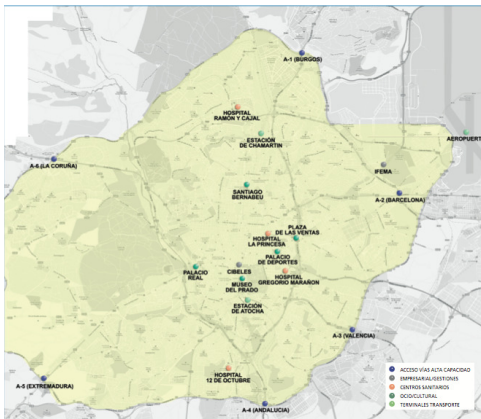 A-1 (BURGOS)
HOSPITAL
RAMÓN Y CAJAL
ESTACIÓN
DE CHAMARTÍN
AEROPUERT
A-6 (LA CORUÑA)
IFEMA
SANTIAGO
BERNABEU
A-2 (BARCELONA)
PLAZA
DE LAS VENTAS
HOSPITAL
LA PRINCESA
PALACIO
DE DEPORTES
PALACIO
REAL
CIBELES
HOSPITAL
GREGORIO MARAÑON
MUSEO
DEL PRADO
ESTACIÓN
DE ATOCHA
A-3 (VALENCIA)
HOSPITAL
12 DE OCTUBRE
A-5 (EXTREMADURA)
A-4 (ANDALUCIA)
ACCESO VÍAS ALTA CAPACIDAD
EMPRESARIAL/GESTIONES
CENTROS SANITARIOS
OCIO/CULTURAL
TERMINALES TRANSPORTE